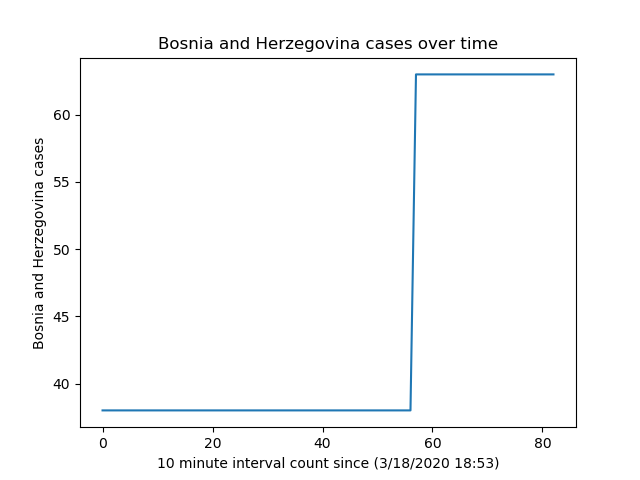 Bosnia and Herzegovina cases over time
Bosnia and Herzegovina cases
60
55
50
45
40
0 20 40 60 80
10 minute interval count since (3/18/2020 18:53)